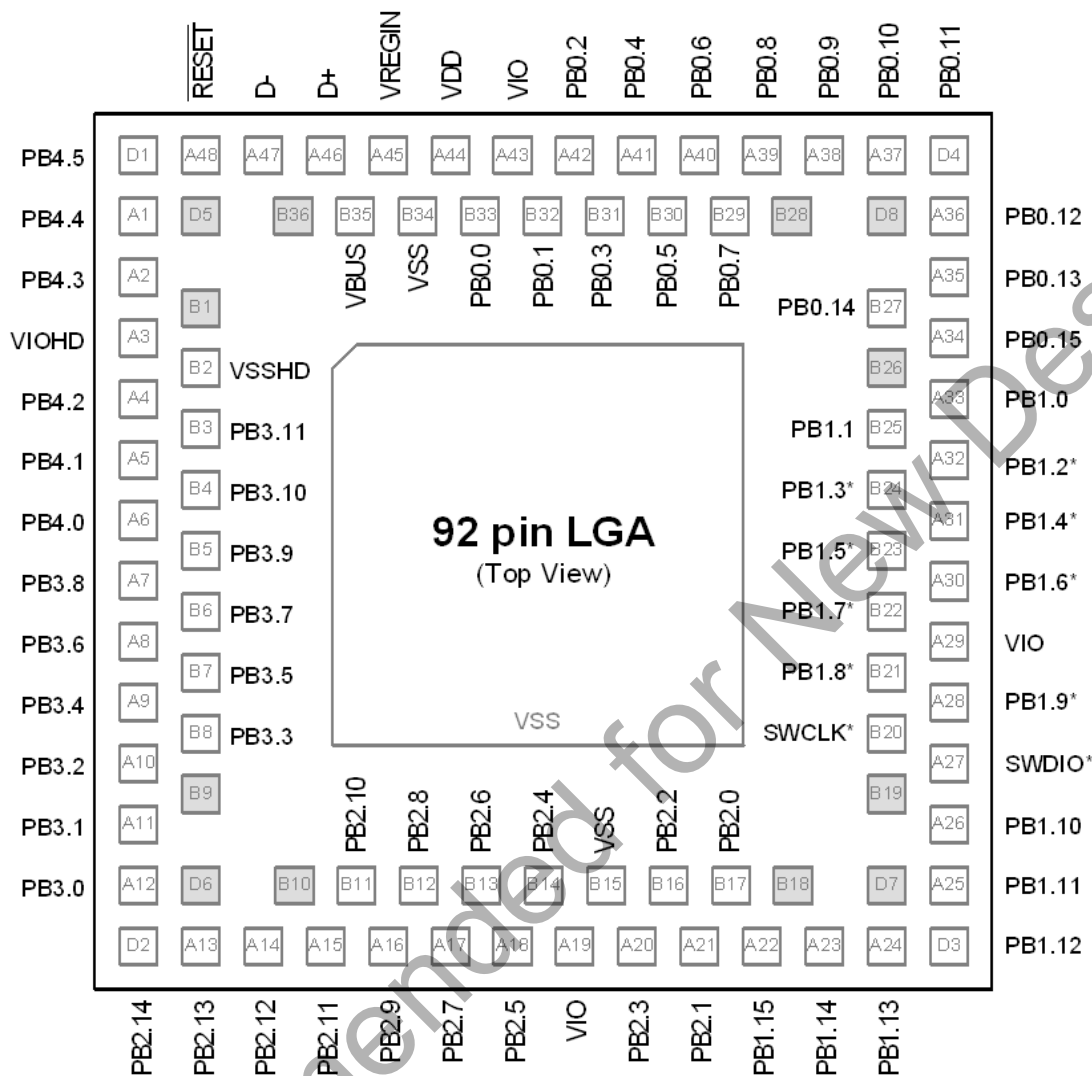 RESET D- D+ VREGIN VDD VIO PB0.2 PB0.4 PB0.6 PB0.8 PB0.9 PB0.10 PB0.11
PB4.5 D1 A48 A47 A46 A45 A44 A43 A42 A41 A40 A39 A38 A37 D4
PB4.4 A1 D5 B36 B35 B34 B33 B32 B31 B30 B29 B28 D8 A36 PB0.12
VBUS VSS PB0.0 PB0.1 PB0.3 PB0.5 PB0.7
PB4.3 A2 A35 PB0.13
B1 PB0.14 B27
VIOHD A3 A34 PB0.15
B2 VSSHD B26
PB4.2 A4 A33 PB1.0
B3 PB3.11 PB1.1 B25
PB4.1 A5 A32 PB1.2*
B4 PB3.10 PB1.3* B24
PB4.0 A6 A31 PB1.4*
92 pin LGA
B5 PB3.9 PB1.5* B23
(Top View)
PB3.8 A7 A30 PB1.6*
B6 PB3.7 PB1.7* B22
PB3.6 A8 A29 VIO
B7 PB3.5 PB1.8* B21
PB3.4 A9 A28 PB1.9*
VSS
B8 PB3.3 SWCLK* B20
PB3.2 A10 A27 SWDIO*
B9 B19
PB3.1 A11 A26 PB1.10
PB2.10 PB2.8 PB2.6 PB2.4 VSS PB2.2 PB2.0
PB3.0 A12 D6 B10 B11 B12 B13 B14 B15 B16 B17 B18 D7 A25 PB1.11
D2 A13 A14 A15 A16 A17 A18 A19 A20 A21 A22 A23 A24 D3 PB1.12
PB2.14 PB2.13 PB2.12 PB2.11 PB2.9 PB2.7 PB2.5 VIO PB2.3 PB2.1 PB1.15 PB1.14 PB1.13
ended for New Des